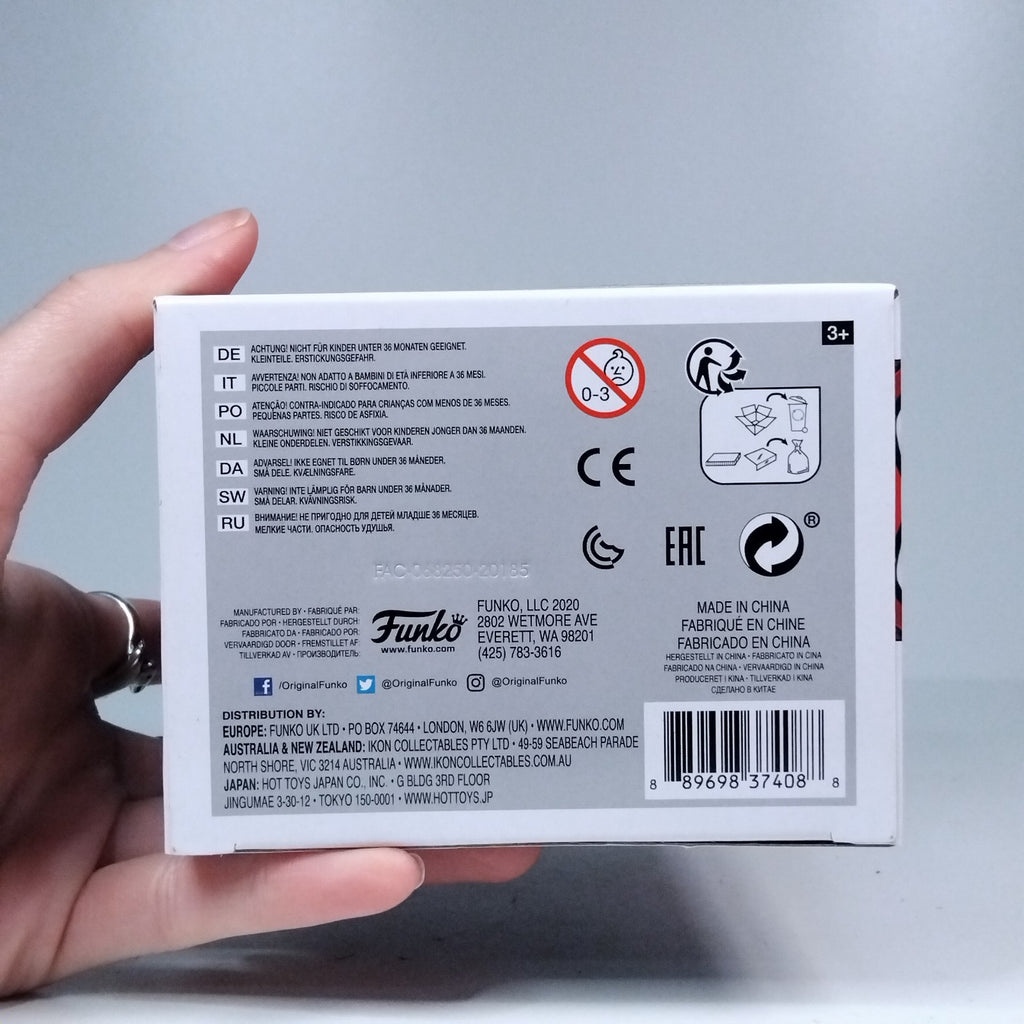 3+
DE ACHTUNG! NICHT FÜR KINDER UNTER 36 MONATEN GEEIGNET.
KLEINTEILE. ERSTICKUNGSGEFAHR.
IT AVVERTENZA! NON ADATTO A BAMBINI DI ETÀ INFERIORE A 36 MESI.
PICCOLE PARTI. RISCHIO DI SOFFOCAMENTO.
PO ATENÇÃO! CONTRA-INDICADO PARA CRIANÇAS COM MENOS DE 36 MESES.
PEQUENAS PARTES. RISCO DE ASFIXIA.
NL WAARSCHUWING! NIET GESCHIKT VOOR KINDEREN JONGER DAN 36 MAANDEN.
KLEINE ONDERDELEN. VERSTIKKINGSGEVAAR.
DA ADVARSEL! IKKE EGNET TIL BØRN UNDER 36 MÅNEDER.
SMÅ DELE. KVÆLNINGSFARE.
SW VARNING! INTE LÄMPLIG FÖR BARN UNDER 36 MÅNADER.
SMÅ DELAR. KVÄVNINGSRISK.
RU ВНИМАНИЕ! НЕ ПРИГОДНО ДЛЯ ДЕТЕЙ МЛАДШЕ 36 МЕСЯЦЕВ.
МЕЛКИЕ ЧАСТИ. ОПАСНОСТЬ УДУШЬЯ.
0-3
CE
EAC
®
FAC-068250-20185
MANUFACTURED BY • FABRIQUÉ PAR:
FABRICADO POR • HERGESTELLT DURCH:
FABRICATO DA • FABRICADO POR:
VERVAARDIGD DOOR • FREMSTILLET AF:
TILLVERKAD AV • ПРОИЗВОДИТЕЛЬ:
Funko
www.funko.com
FUNKO, LLC 2020
2802 WETMORE AVE
EVERETT, WA 98201
(425) 783-3616
MADE IN CHINA
FABRIQUÉ EN CHINE
FABRICADO EN CHINA
HERGESTELLT IN CHINA • FABBRICATO IN CINA
FABRICADO NA CHINA • VERVAARDIGD IN CHINA
PRODUCERET I KINA • TILLVERKAD I KINA
СДЕЛАНО В КИТАЕ
/OriginalFunko @OriginalFunko @OriginalFunko
DISTRIBUTION BY:
EUROPE: FUNKO UK LTD • PO BOX 74644 • LONDON, W6 6JW (UK) • WWW.FUNKO.COM
AUSTRALIA & NEW ZEALAND: IKON COLLECTABLES PTY LTD • 49-59 SEABEACH PARADE
NORTH SHORE, VIC 3214 AUSTRALIA • WWW.IKONCOLLECTABLES.COM.AU
JAPAN: HOT TOYS JAPAN CO., INC. • G BLDG 3RD FLOOR
JINGUMAE 3-30-12 • TOKYO 150-0001 • WWW.HOTTOYS.JP
8 89698 37408 8